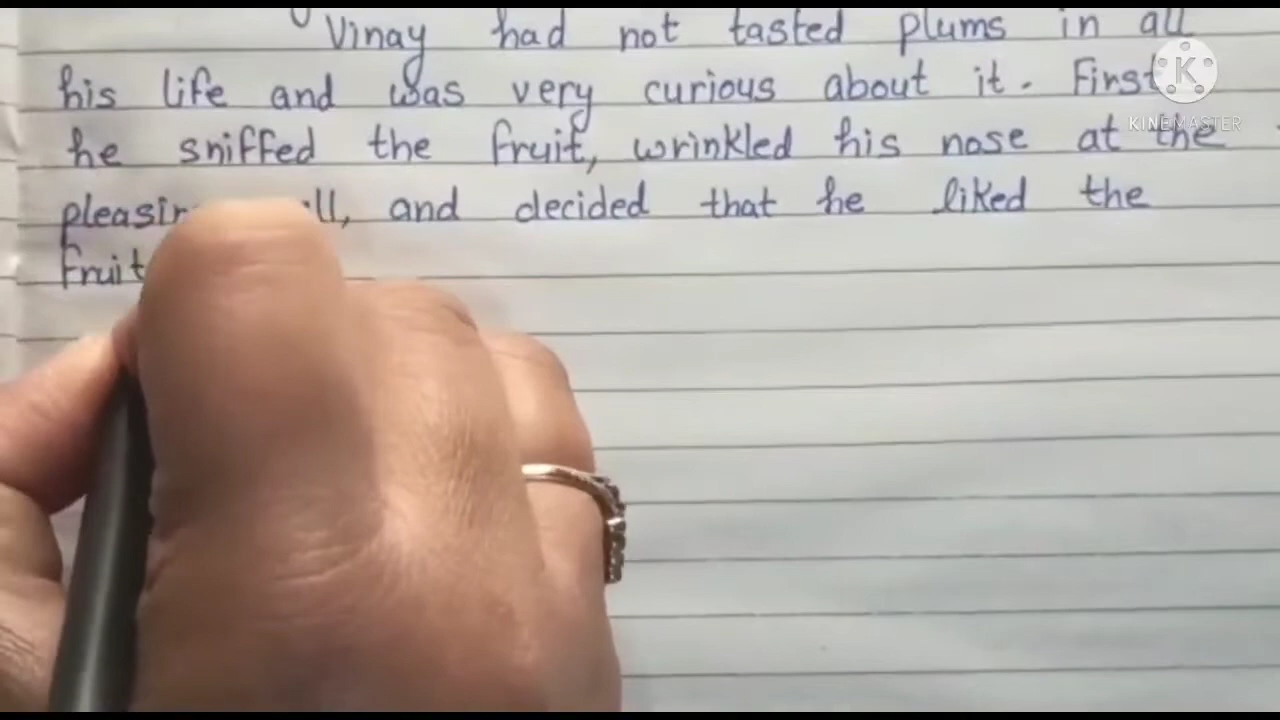 Vinay had not tasted plums in all
his life and was very curious about it. First
he sniffed the fruit, wrinkled his nose at the
and decided that he liked the
fruit
KINEMASTER